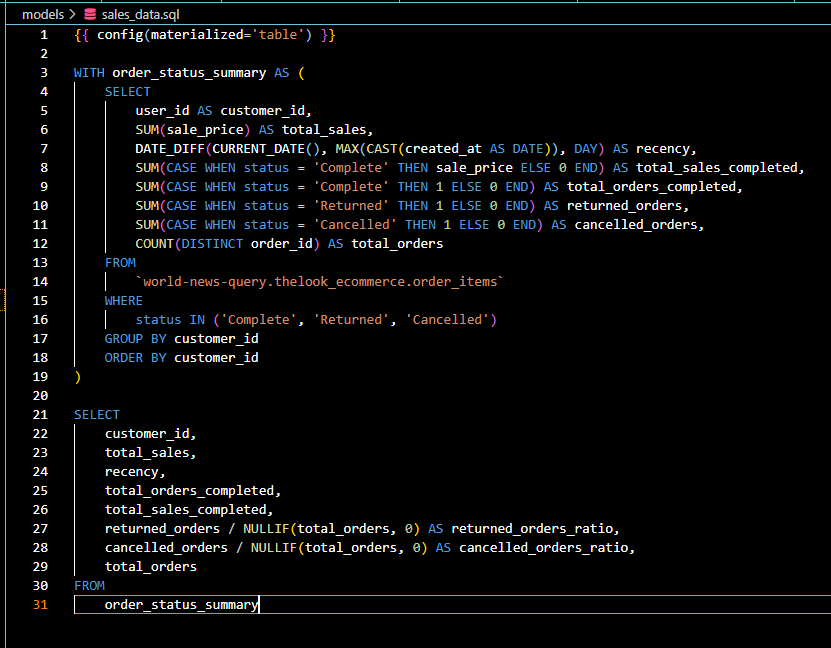 models > sales_data.sql
1 {{ config(materialized='table') }}
2
3 WITH order_status_summary AS (
4     SELECT
5         user_id AS customer_id,
6         SUM(sale_price) AS total_sales,
7         DATE_DIFF(CURRENT_DATE(), MAX(CAST(created_at AS DATE)), DAY) AS recency,
8         SUM(CASE WHEN status = 'Complete' THEN sale_price ELSE 0 END) AS total_sales_completed,
9         SUM(CASE WHEN status = 'Complete' THEN 1 ELSE 0 END) AS total_orders_completed,
10         SUM(CASE WHEN status = 'Returned' THEN 1 ELSE 0 END) AS returned_orders,
11         SUM(CASE WHEN status = 'Cancelled' THEN 1 ELSE 0 END) AS cancelled_orders,
12         COUNT(DISTINCT order_id) AS total_orders
13     FROM
14         `world-news-query.thelook_ecommerce.order_items`
15     WHERE
16         status IN ('Complete', 'Returned', 'Cancelled')
17     GROUP BY customer_id
18     ORDER BY customer_id
19 )
20
21 SELECT
22     customer_id,
23     total_sales,
24     recency,
25     total_orders_completed,
26     total_sales_completed,
27     returned_orders / NULLIF(total_orders, 0) AS returned_orders_ratio,
28     cancelled_orders / NULLIF(total_orders, 0) AS cancelled_orders_ratio,
29     total_orders
30 FROM
31     order_status_summary